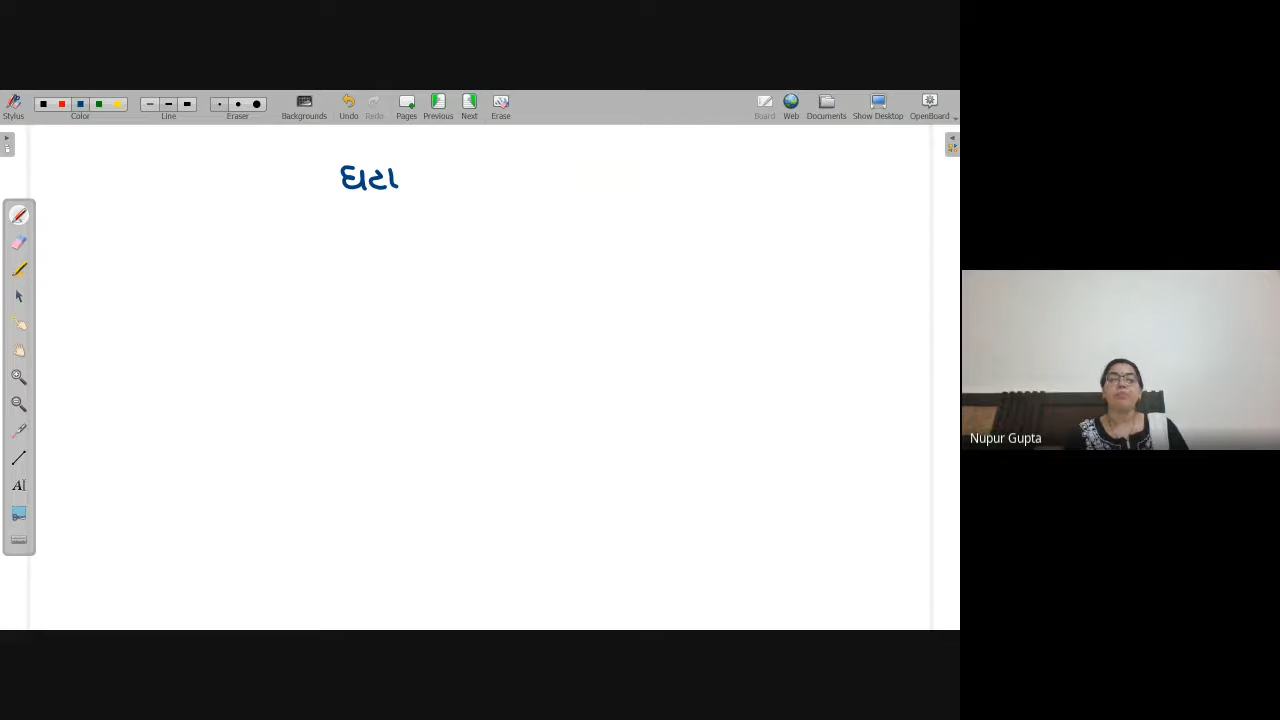 Stylus Color Line Eraser Backgrounds Undo Redo Pages Previous Next Erase Board Web Documents Show Desktop OpenBoard
ઘટા
Nupur Gupta